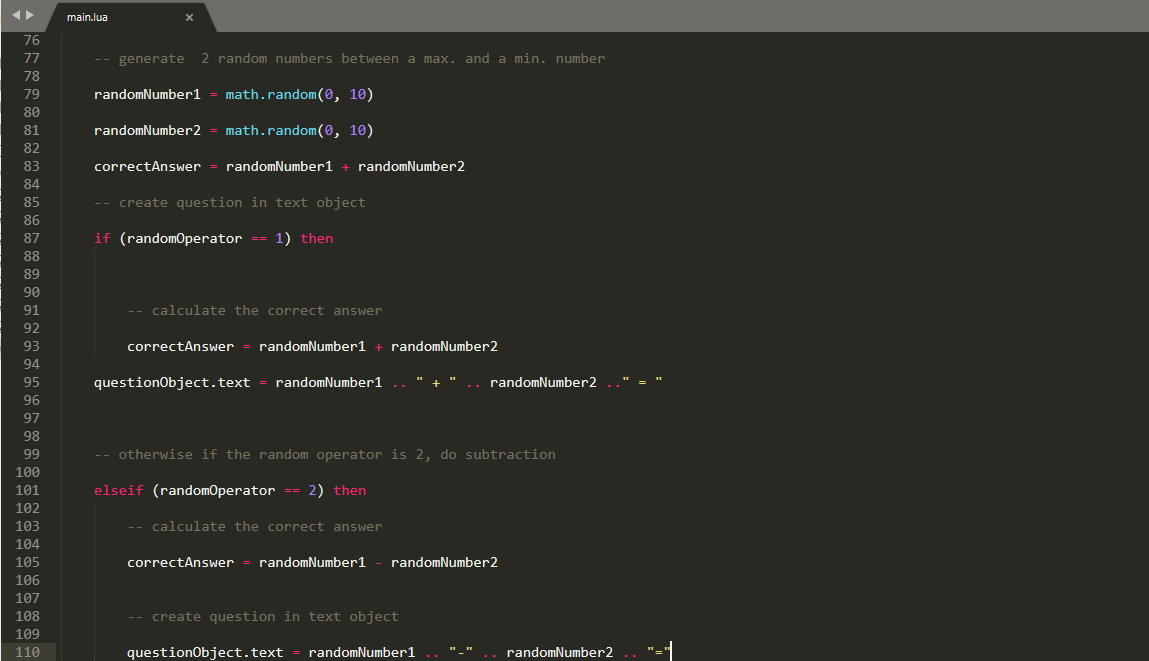 main.lua ×
76
77 -- generate  2 random numbers between a max. and a min. number
78
79 randomNumber1 = math.random(0, 10)
80
81 randomNumber2 = math.random(0, 10)
82
83 correctAnswer = randomNumber1 + randomNumber2
84
85 -- create question in text object
86
87 if (randomOperator == 1) then
88
89
90
91 -- calculate the correct answer
92
93 correctAnswer = randomNumber1 + randomNumber2
94
95 questionObject.text = randomNumber1 .. " + " .. randomNumber2 .." = "
96
97
98
99 -- otherwise if the random operator is 2, do subtraction
100
101 elseif (randomOperator == 2) then
102
103 -- calculate the correct answer
104
105 correctAnswer = randomNumber1 - randomNumber2
106
107
108 -- create question in text object
109
110 questionObject.text = randomNumber1 .. "-" .. randomNumber2 .. "="